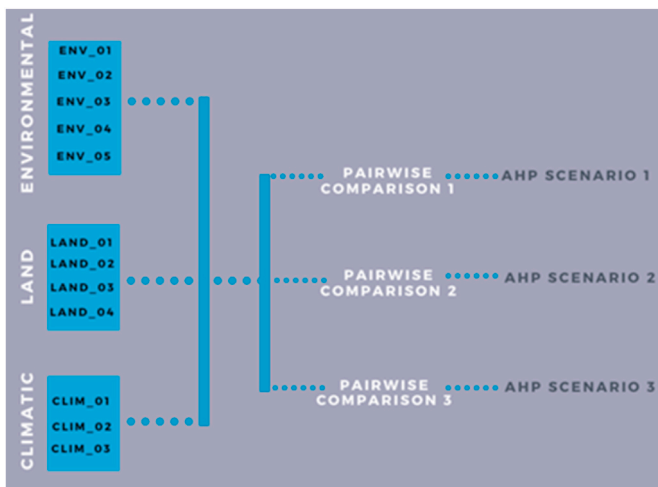 ENVIRONMENTAL
ENV_01
ENV_02
ENV_03
ENV_04
ENV_05
LAND
LAND_01
LAND_02
LAND_03
LAND_04
CLIMATIC
CLIM_01
CLIM_02
CLIM_03
PAIRWISE
COMPARISON 1
AHP SCENARIO 1
PAIRWISE
COMPARISON 2
AHP SCENARIO 2
PAIRWISE
COMPARISON 3
AHP SCENARIO 3